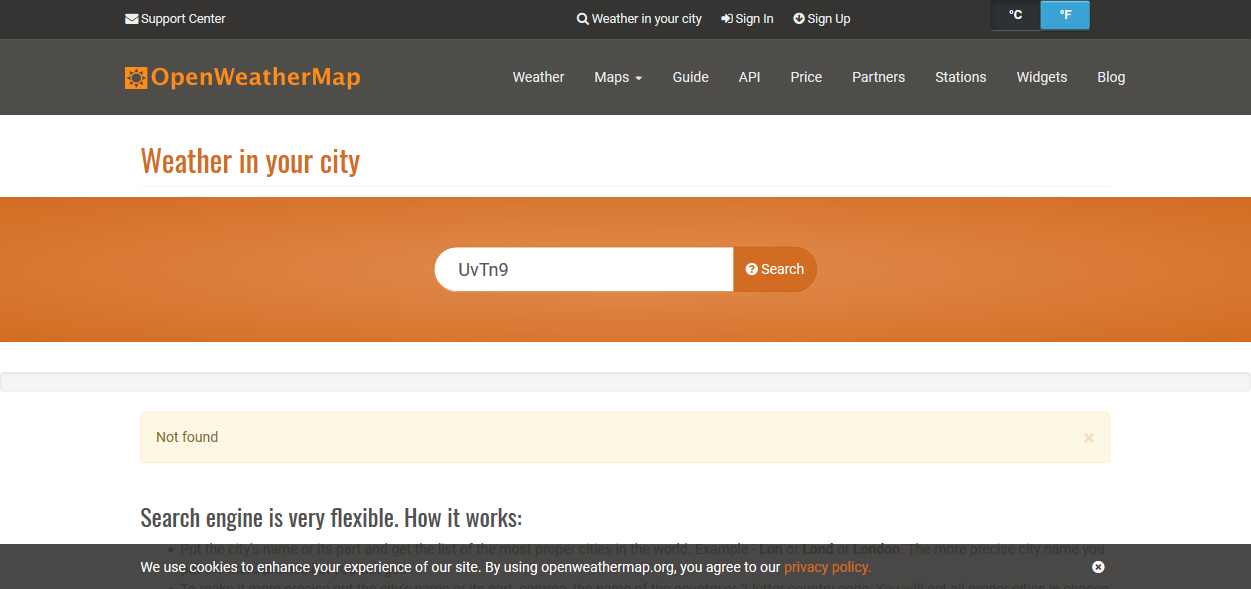 Support Center
Weather in your city Sign In Sign Up
°C °F
OpenWeatherMap
Weather Maps Guide API Price Partners Stations Widgets Blog
Weather in your city
UvTn9
Search
Not found
×
Search engine is very flexible. How it works:
Put the city's name or its part and get the list of the most proper cities in the world. Example - Lon or Lond or London. The more precise city name you
We use cookies to enhance your experience of our site. By using openweathermap.org, you agree to our privacy policy.
To make it more precise put the city's name or its part, comma, the name of the county or 2-letter country code. You will get all proper cities in chosen